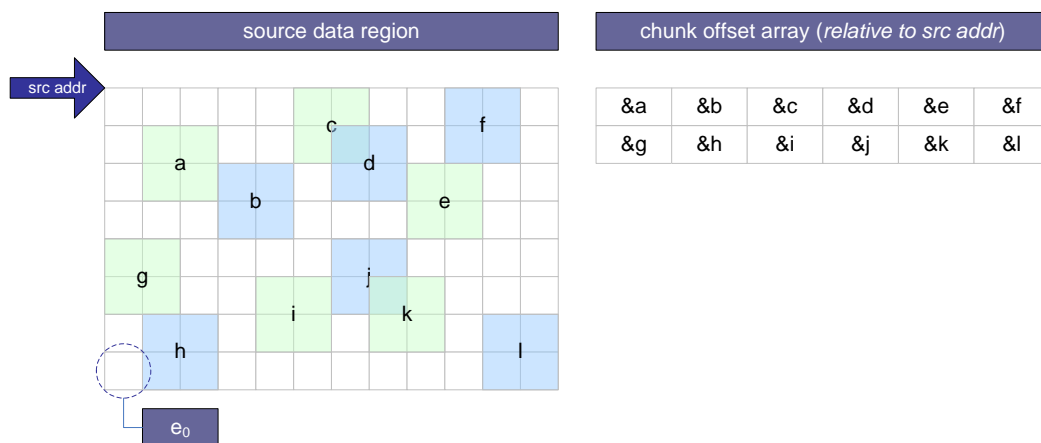 source data region
chunk offset array (relative to src addr)
src addr
&a &b &c &d &e &f
&g &h &i &j &k &l
c
f
a
d
b
e
g
j
i
k
h
l
e₀